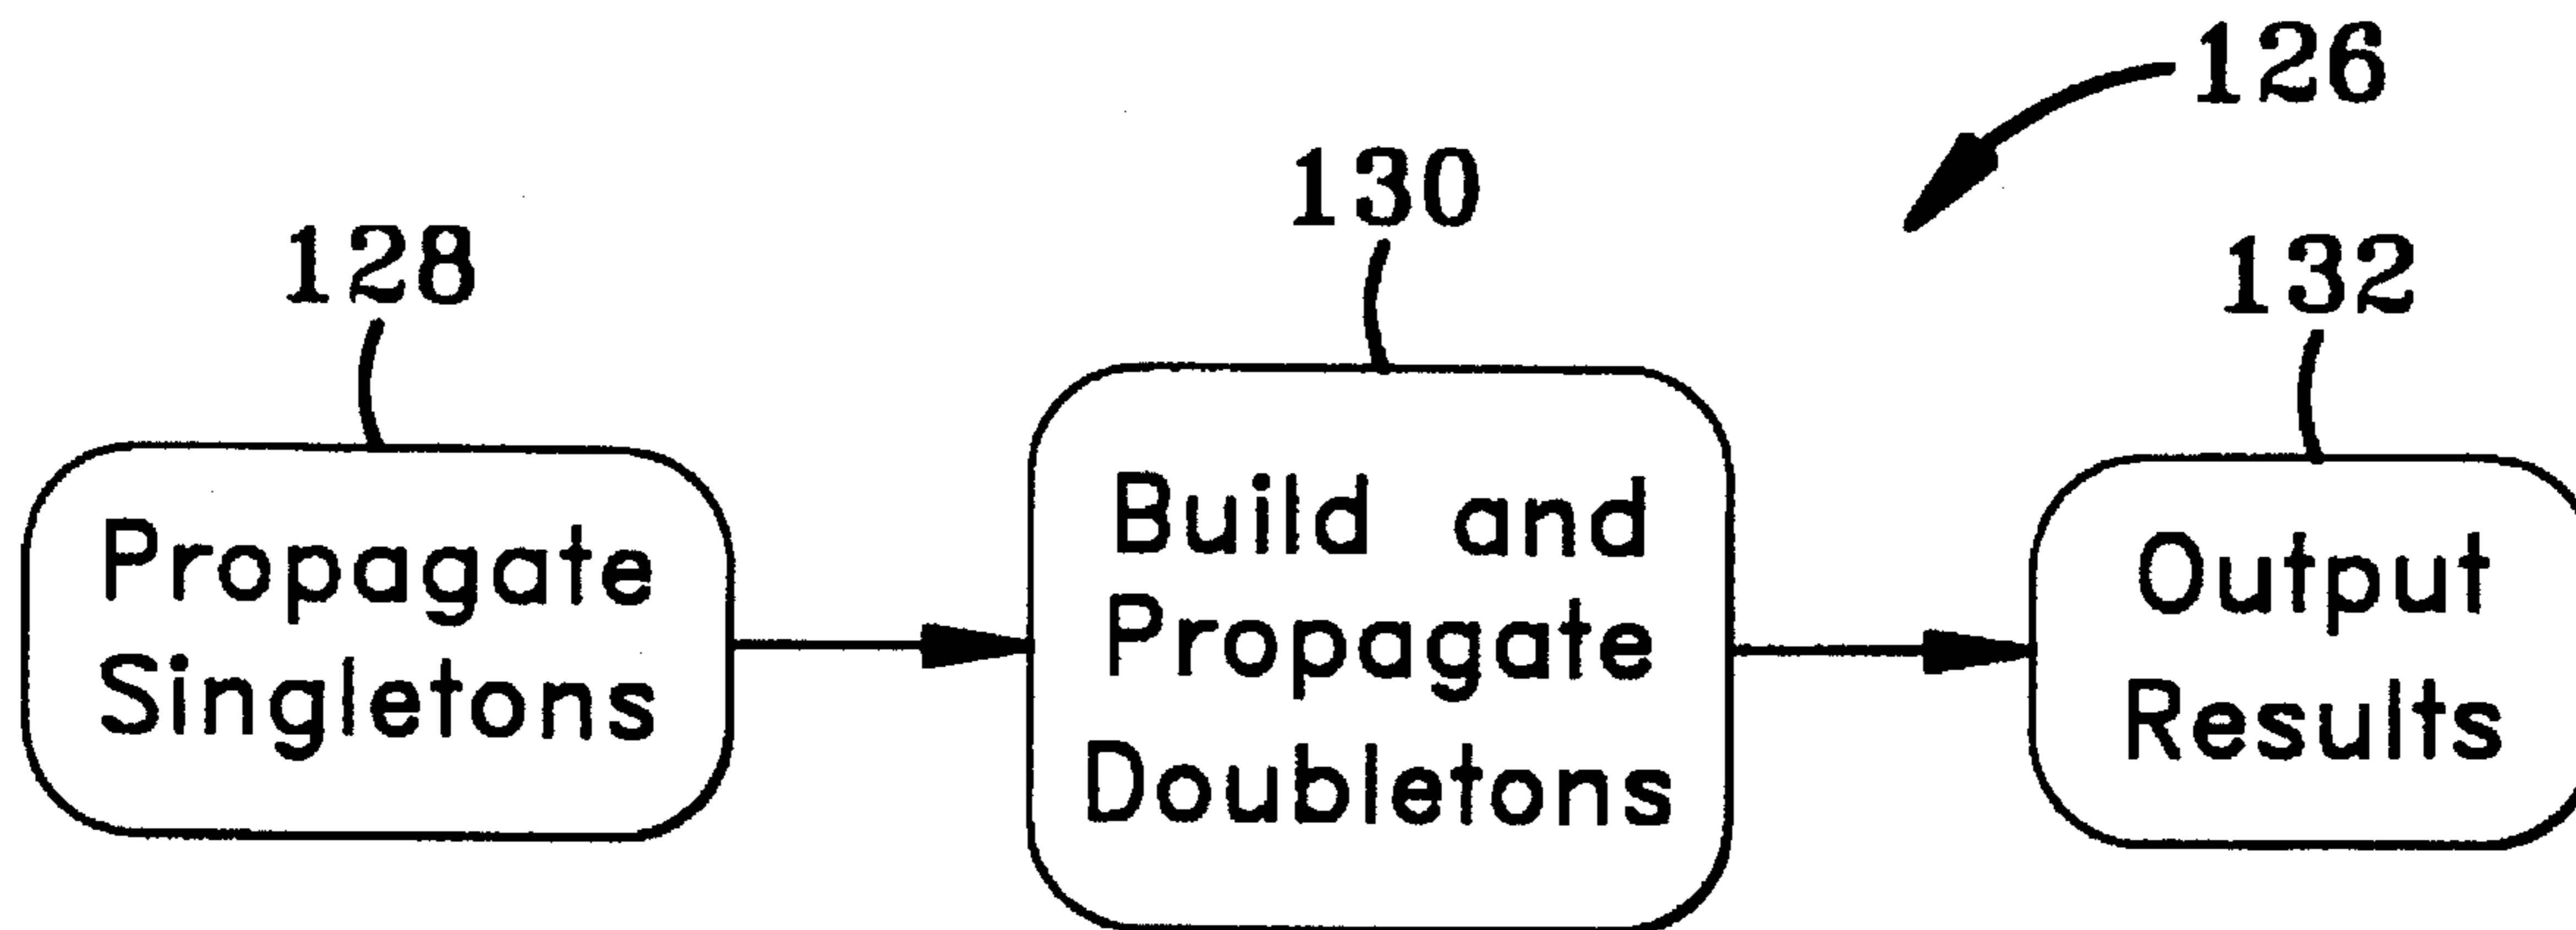 126
130
128
132
Propagate
Singletons
Build and
Propagate
Doubletons
Output
Results